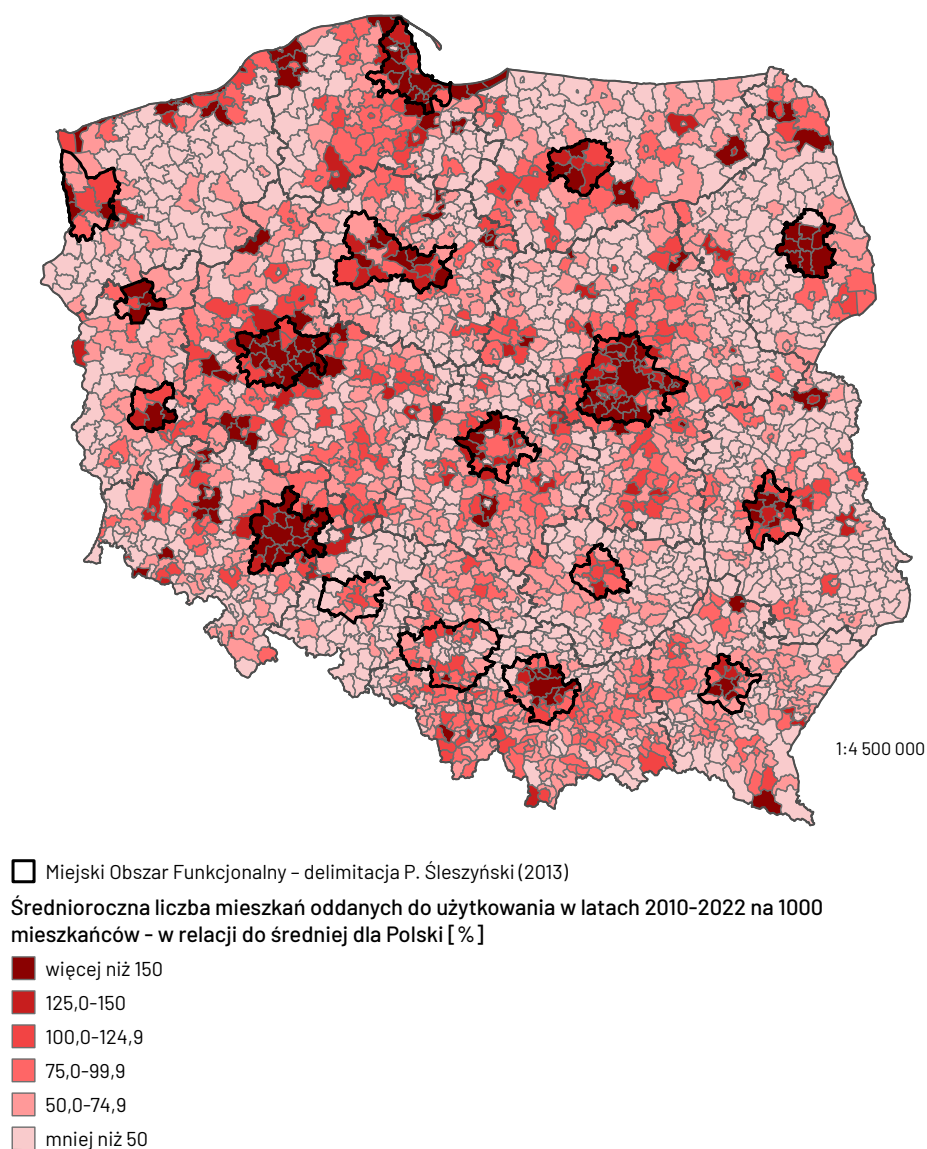 1:4 500 000
Miejski Obszar Funkcjonalny – delimitacja P. Śleszyński (2013)
Średnioroczna liczba mieszkań oddanych do użytkowania w latach 2010-2022 na 1000
mieszkańców - w relacji do średniej dla Polski [%]
więcej niż 150
125,0-150
100,0-124,9
75,0-99,9
50,0-74,9
mniej niż 50